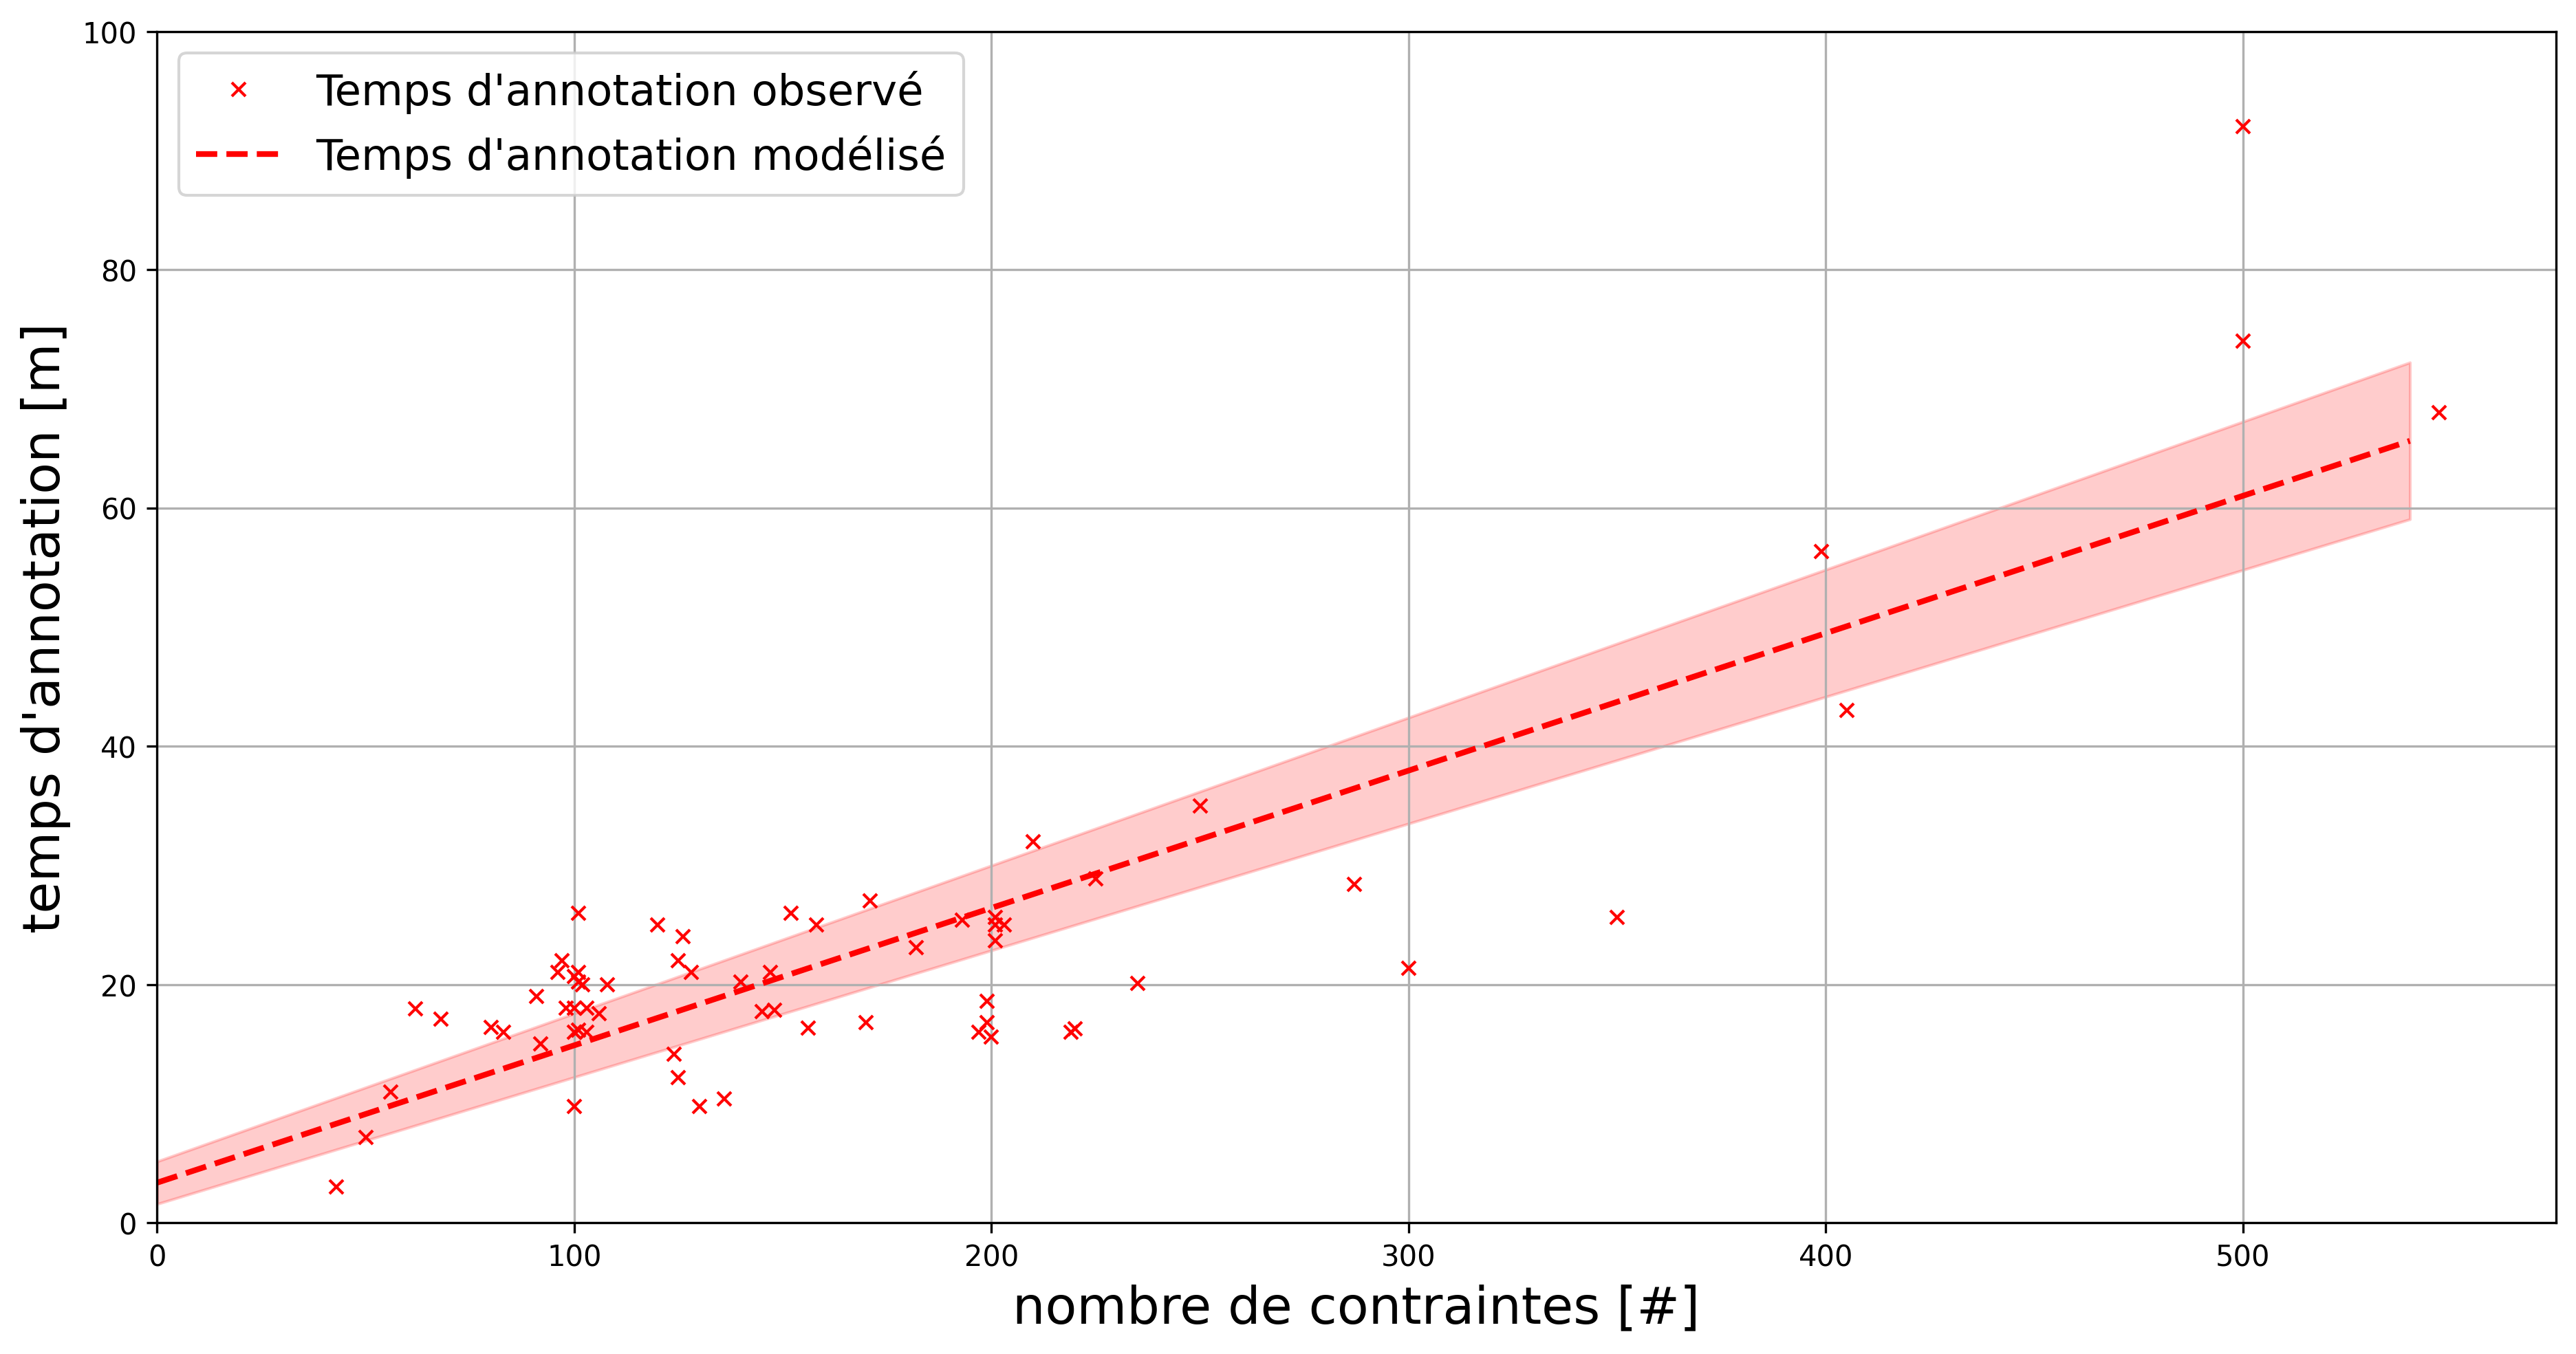 Temps d'annotation observé
Temps d'annotation modélisé
temps d'annotation [m]
100
80
60
40
20
0
0 100 200 300 400 500
nombre de contraintes [#]